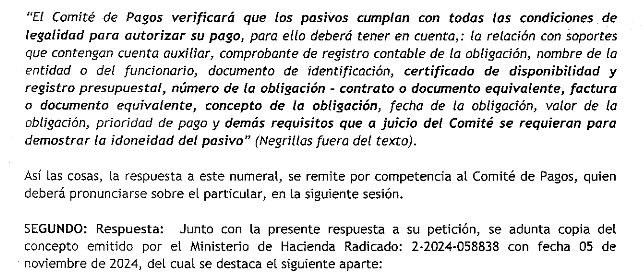 “El Comité de Pagos verificará que los pasivos cumplan con todas las condiciones de
legalidad para autorizar su pago, para ello deberá tener en cuenta,: la relación con soportes
que contengan cuenta auxiliar, comprobante de registro contable de la obligación, nombre de la
entidad o del funcionario, documento de identificación, certificado de disponibilidad y
registro presupuestal, número de la obligación - contrato o documento equivalente, factura
o documento equivalente, concepto de la obligación, fecha de la obligación, valor de la
obligación, prioridad de pago y demás requisitos que a juicio del Comité se requieran para
demostrar la idoneidad del pasivo” (Negrillas fuera del texto).
Así las cosas, la respuesta a este numeral, se remite por competencia al Comité de Pagos, quien
deberá pronunciarse sobre el particular, en la siguiente sesión.
SEGUNDO: Respuesta: Junto con la presente respuesta a su petición, se adunta copia del
concepto emitido por el Ministerio de Hacienda Radicado: 2-2024-058838 con fecha 05 de
noviembre de 2024, del cual se destaca el siguiente aparte: